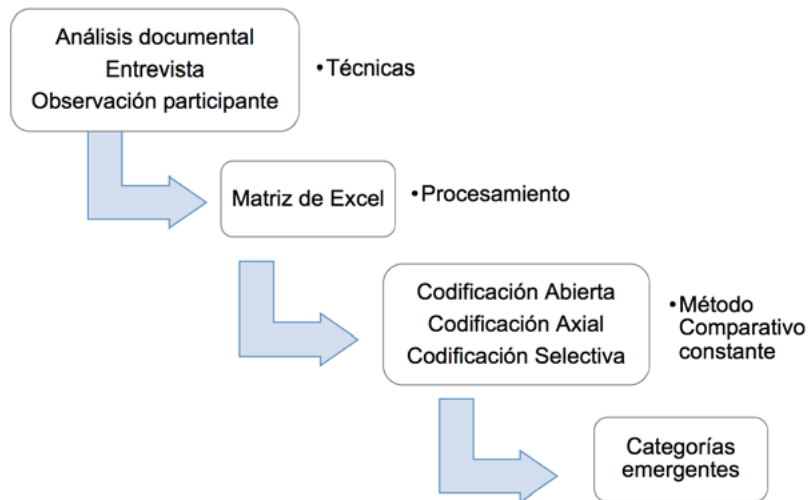 Análisis documental
Entrevista
Observación participante
•Técnicas
Matriz de Excel
•Procesamiento
Codificación Abierta
Codificación Axial
Codificación Selectiva
•Método
Comparativo
constante
Categorías
emergentes